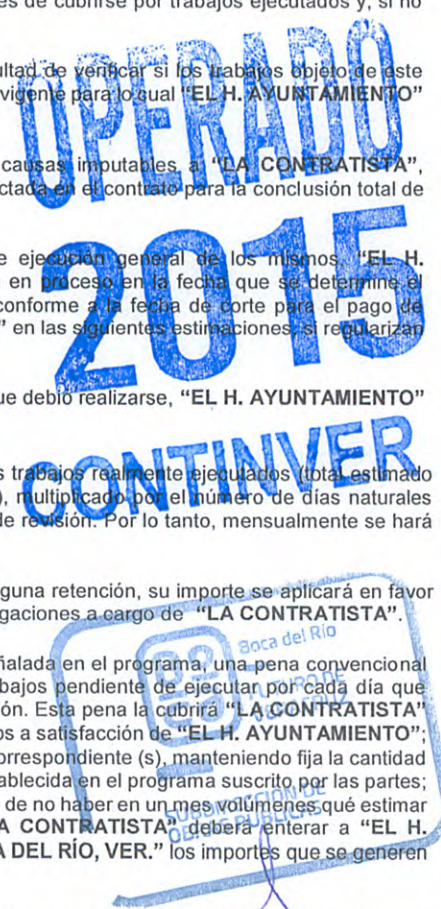 es de cubrirse por trabajos ejecutados y, si no
ultad de verificar si los trabajos objeto de este
vigente para lo cual "EL H. AYUNTAMIENTO"
causas imputables a "LA CONTRATISTA",
ctada en el contrato para la conclusión total de
e ejecución general de los mismos, "EL H.
en proceso en la fecha que se determine el
conforme a la fecha de corte para el pago de
" en las siguientes estimaciones, si regularizan
ue debió realizarse, "EL H. AYUNTAMIENTO"
s trabajos realmente ejecutados (total estimado
), multiplicado por el número de días naturales
de revisión. Por lo tanto, mensualmente se hará
guna retención, su importe se aplicará en favor
gaciones a cargo de "LA CONTRATISTA".
ñalada en el programa, una pena convencional
bajos pendiente de ejecutar por cada día que
ón. Esta pena la cubrirá "LA CONTRATISTA"
os a satisfacción de "EL H. AYUNTAMIENTO";
orrespondiente (s), manteniendo fija la cantidad
tablecida en el programa suscrito por las partes;
de no haber en un mes volúmenes qué estimar
A CONTRATISTA" deberá enterar a "EL H.
A DEL RÍO, VER." los importes que se generen
OPERADO
2015
CONTINVER
Boca del Río
SUBDIRECCIÓN DE
OBRAS PÚBLICAS